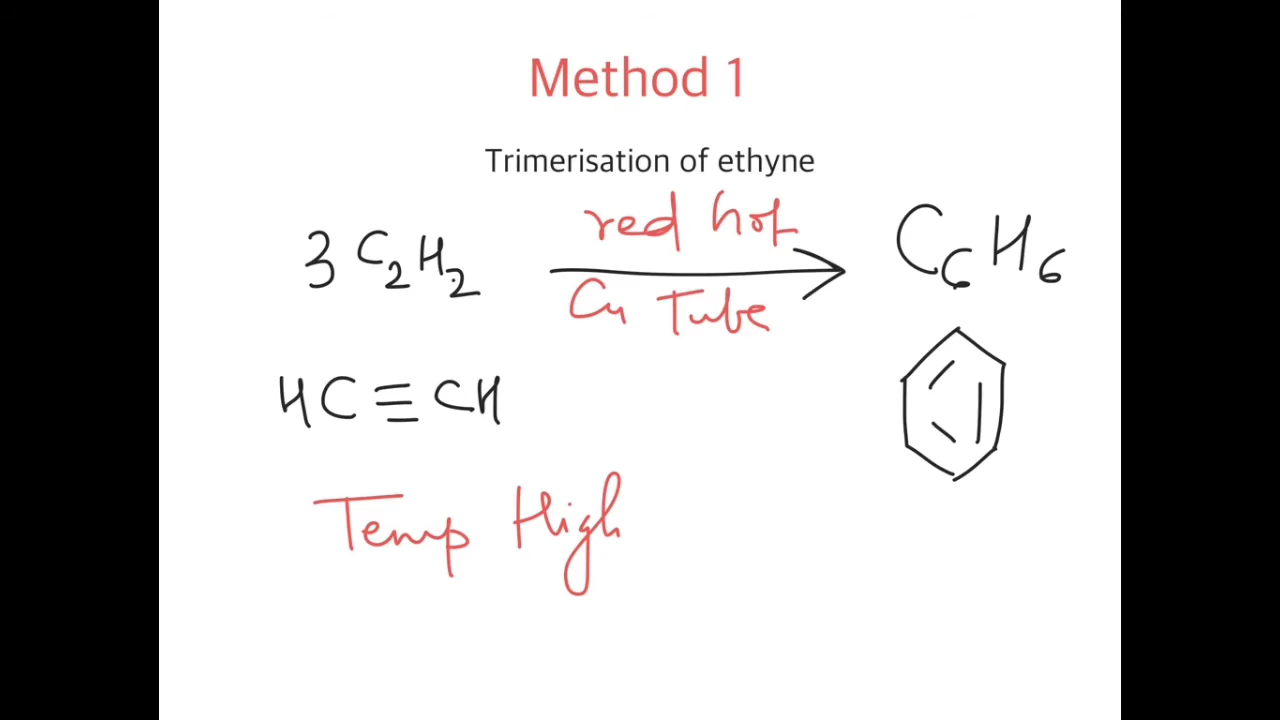 Method 1
Trimerisation of ethyne
3 C₂H₂ red hot Cu Tube → C₆H₆
HC≡CH
Temp High